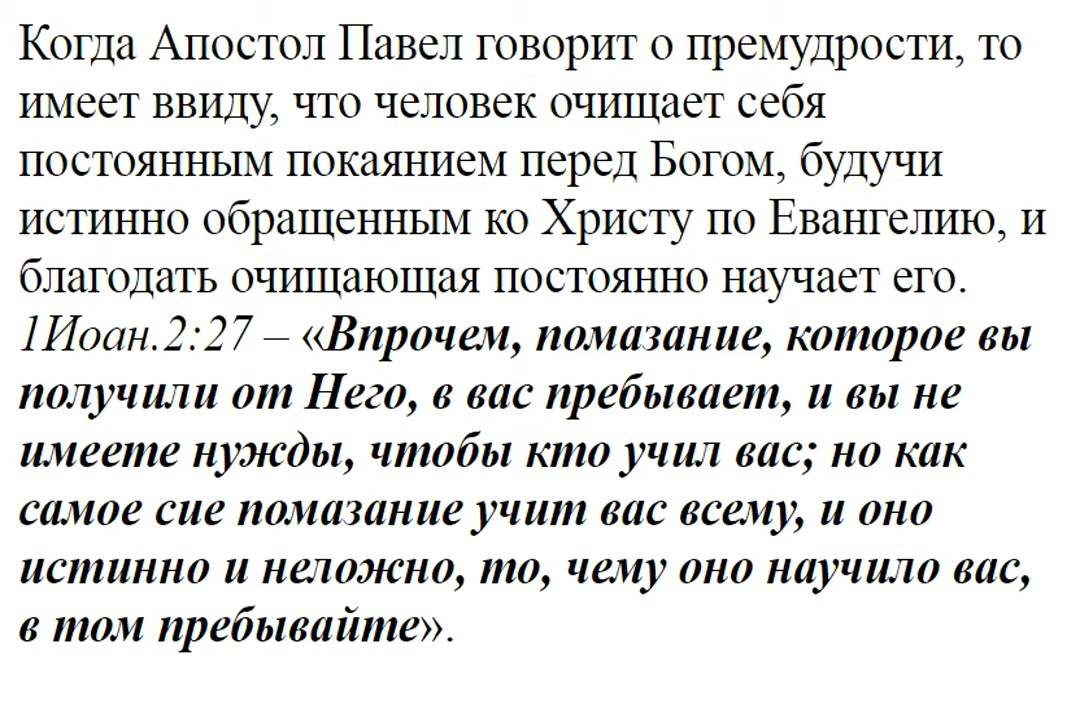 Когда Апостол Павел говорит о премудрости, то
имеет ввиду, что человек очищает себя
постоянным покаянием перед Богом, будучи
истинно обращенным ко Христу по Евангелию, и
благодать очищающая постоянно научает его.
1Иоан.2:27 – «Впрочем, помазание, которое вы
получили от Него, в вас пребывает, и вы не
имеете нужды, чтобы кто учил вас; но как
самое сие помазание учит вас всему, и оно
истинно и неложно, то, чему оно научило вас,
в том пребывайте».